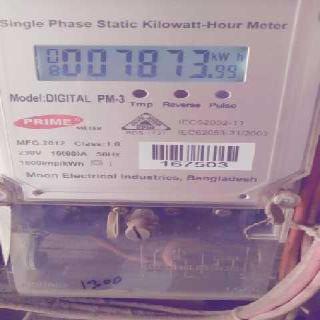 Single Phase Static Kilowatt-Hour Meter
007873.99 kWh
Model:DIGITAL PM-3 Tmp Reverse Pulse
PRIME METER
IEC62052-11
IEC62053-21/2003
MFG.2012 Class:1.0
230V 10(60)A 50Hz
1600imp/kWh
167503
Moon Electrical Industries, Bangladesh
1200